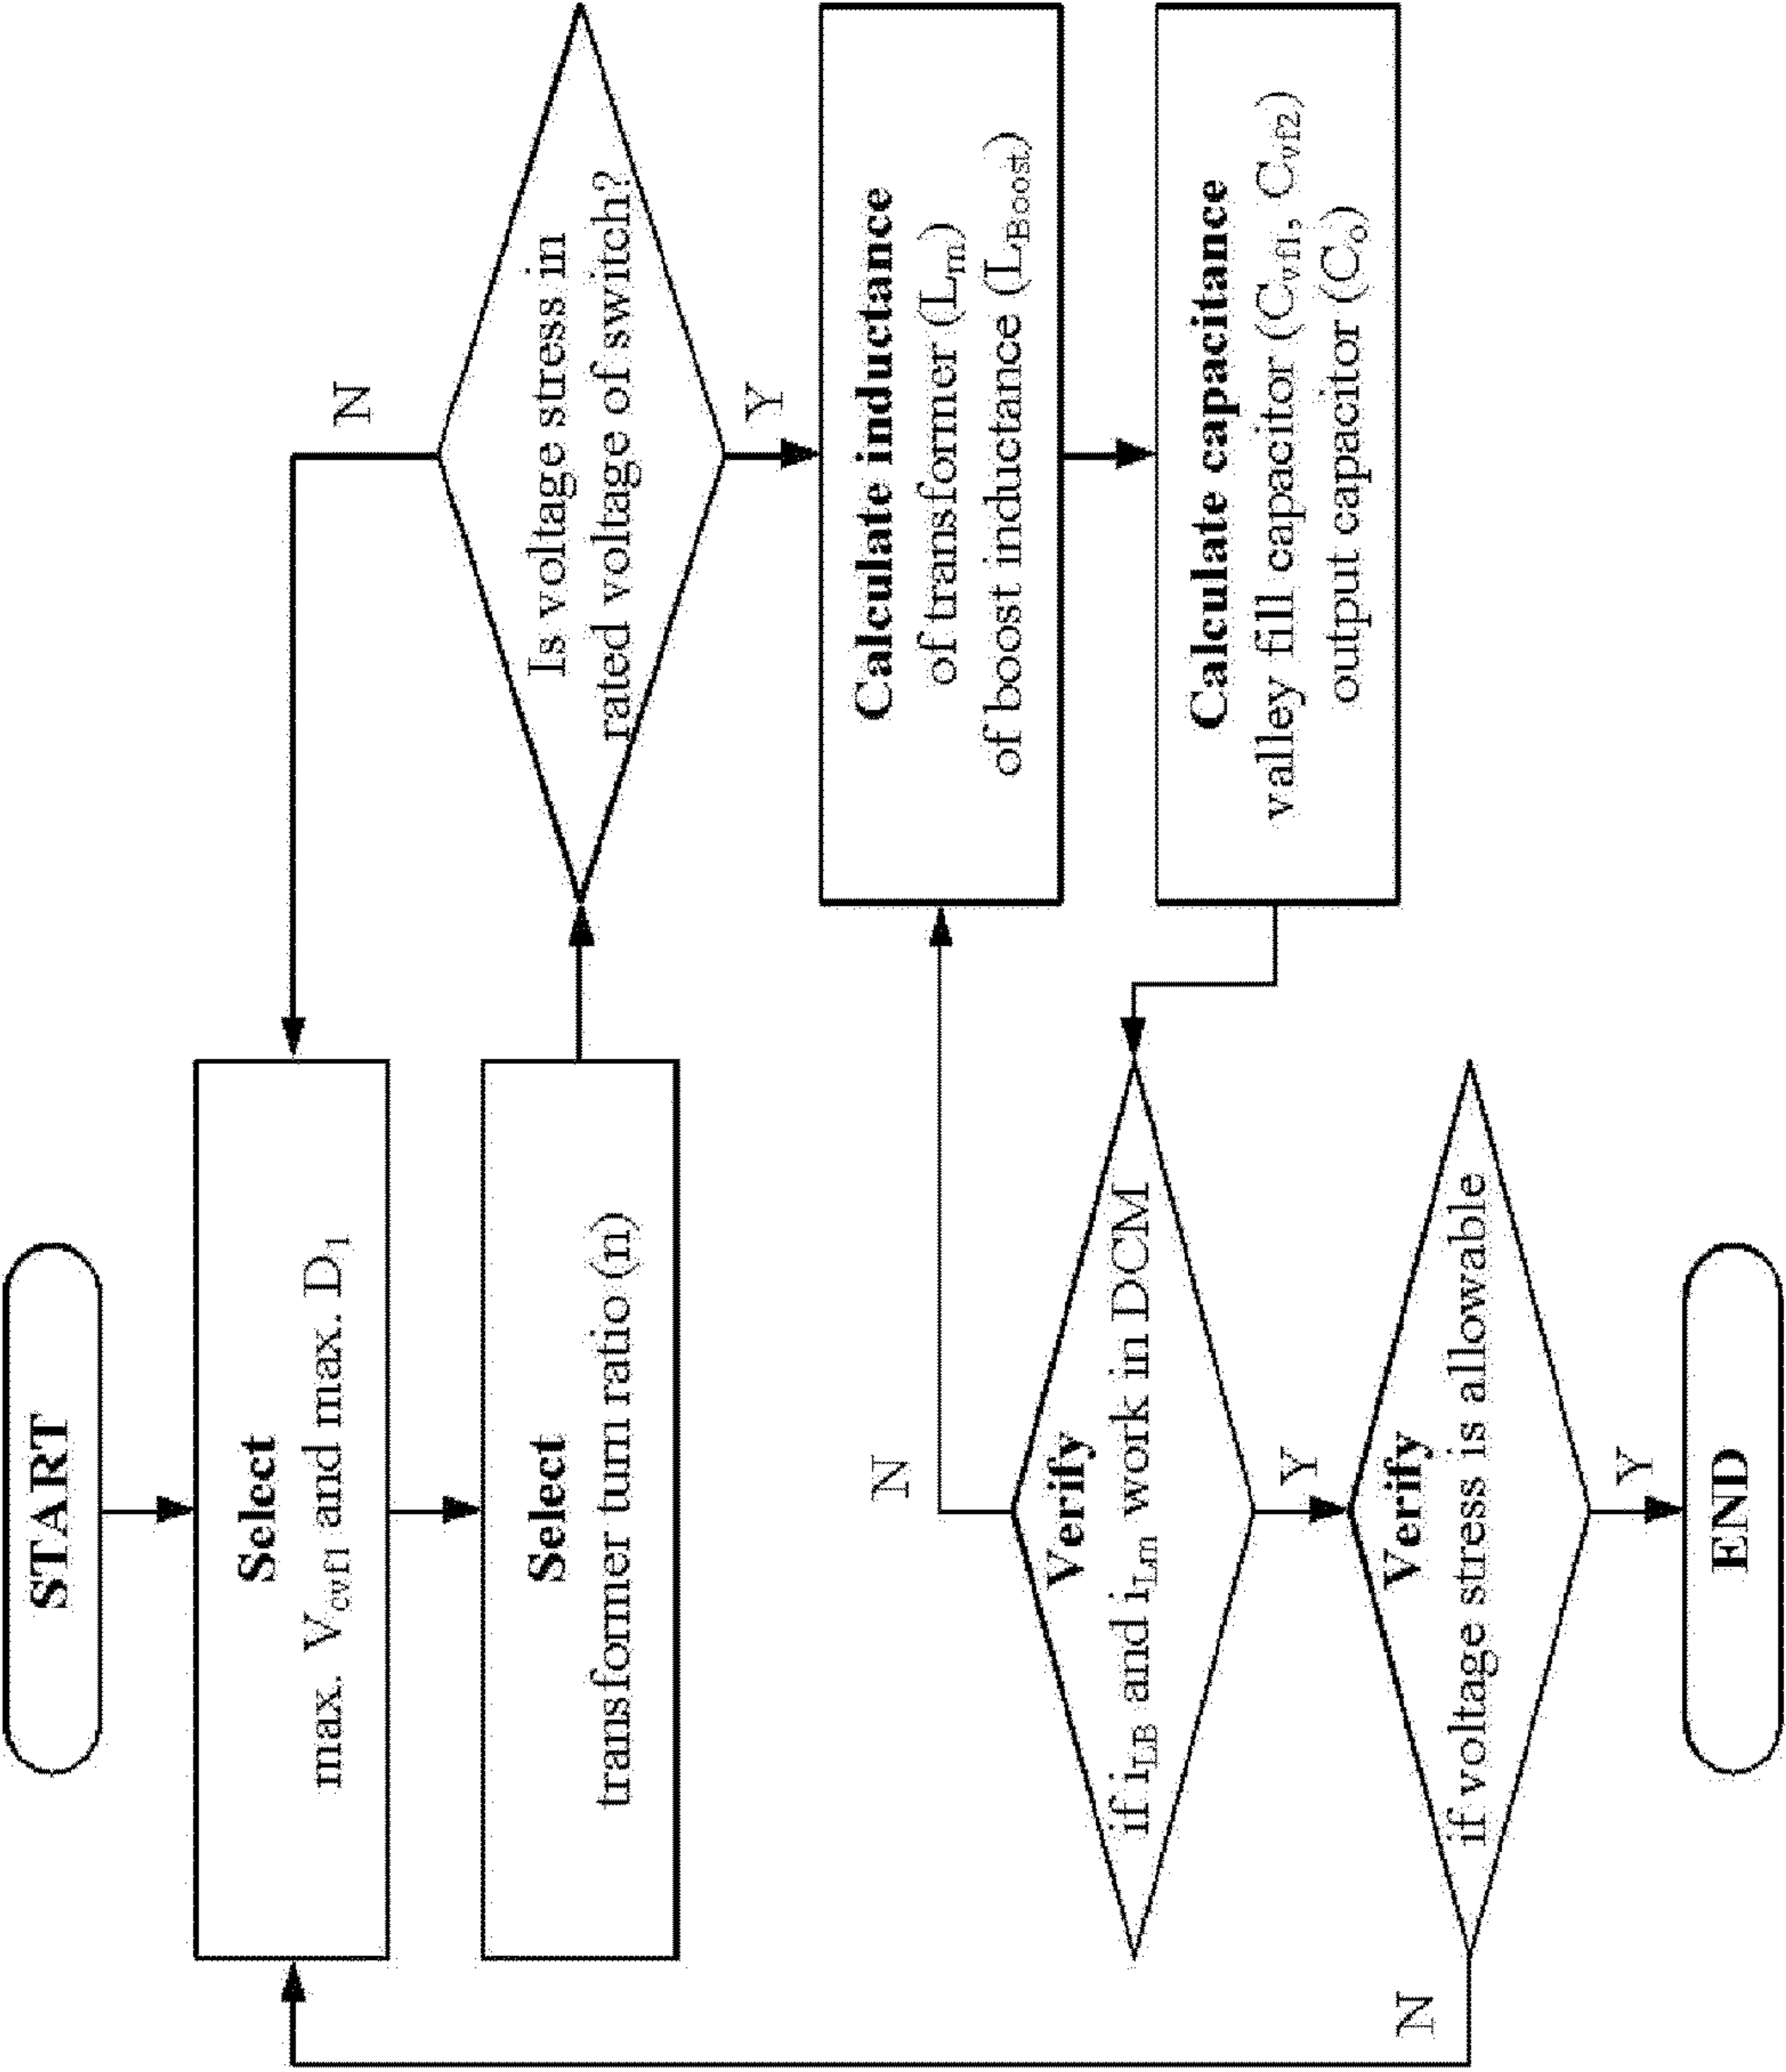 START
Select
max. V_cvf1 and max. D_1
Select
transformer turn ratio (n)
Is voltage stress in
rated voltage of switch?
N
Y
Calculate inductance
of transformer (L_m)
of boost inductance (L_Boost)
Calculate capacitance
valley fill capacitor (C_vf1, C_vf2)
output capacitor (C_o)
Verify
if i_LB and i_Lm work in DCM
N
Y
Verify
if voltage stress is allowable
N
Y
END